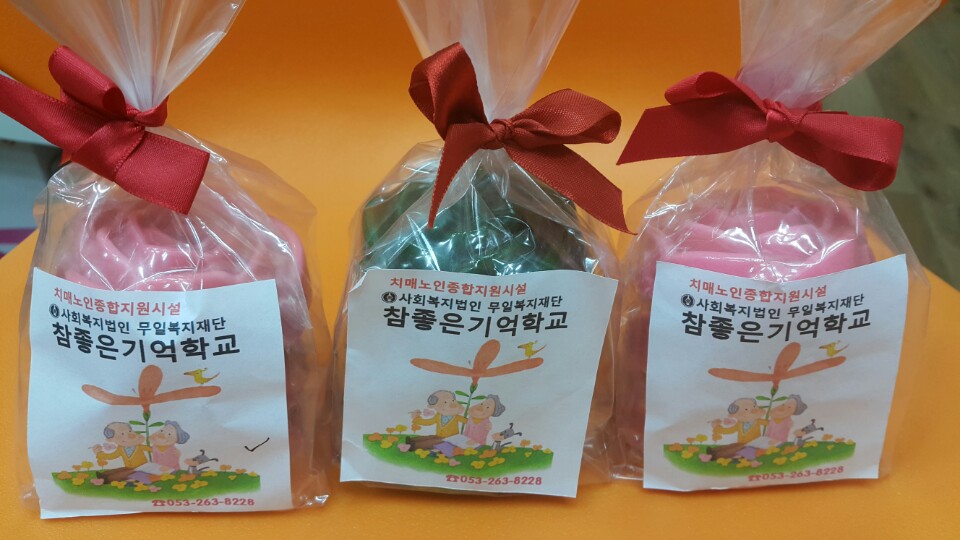 치매노인종합지원시설
사회복지법인 무일복지재단
참좋은기억학교
☎053-263-8228
치매노인종합지원시설
사회복지법인 무일복지재단
참좋은기억학교
☎053-263-8228
치매노인종합지원시설
사회복지법인 무일복지재단
참좋은기억학교
☎053-263-8228